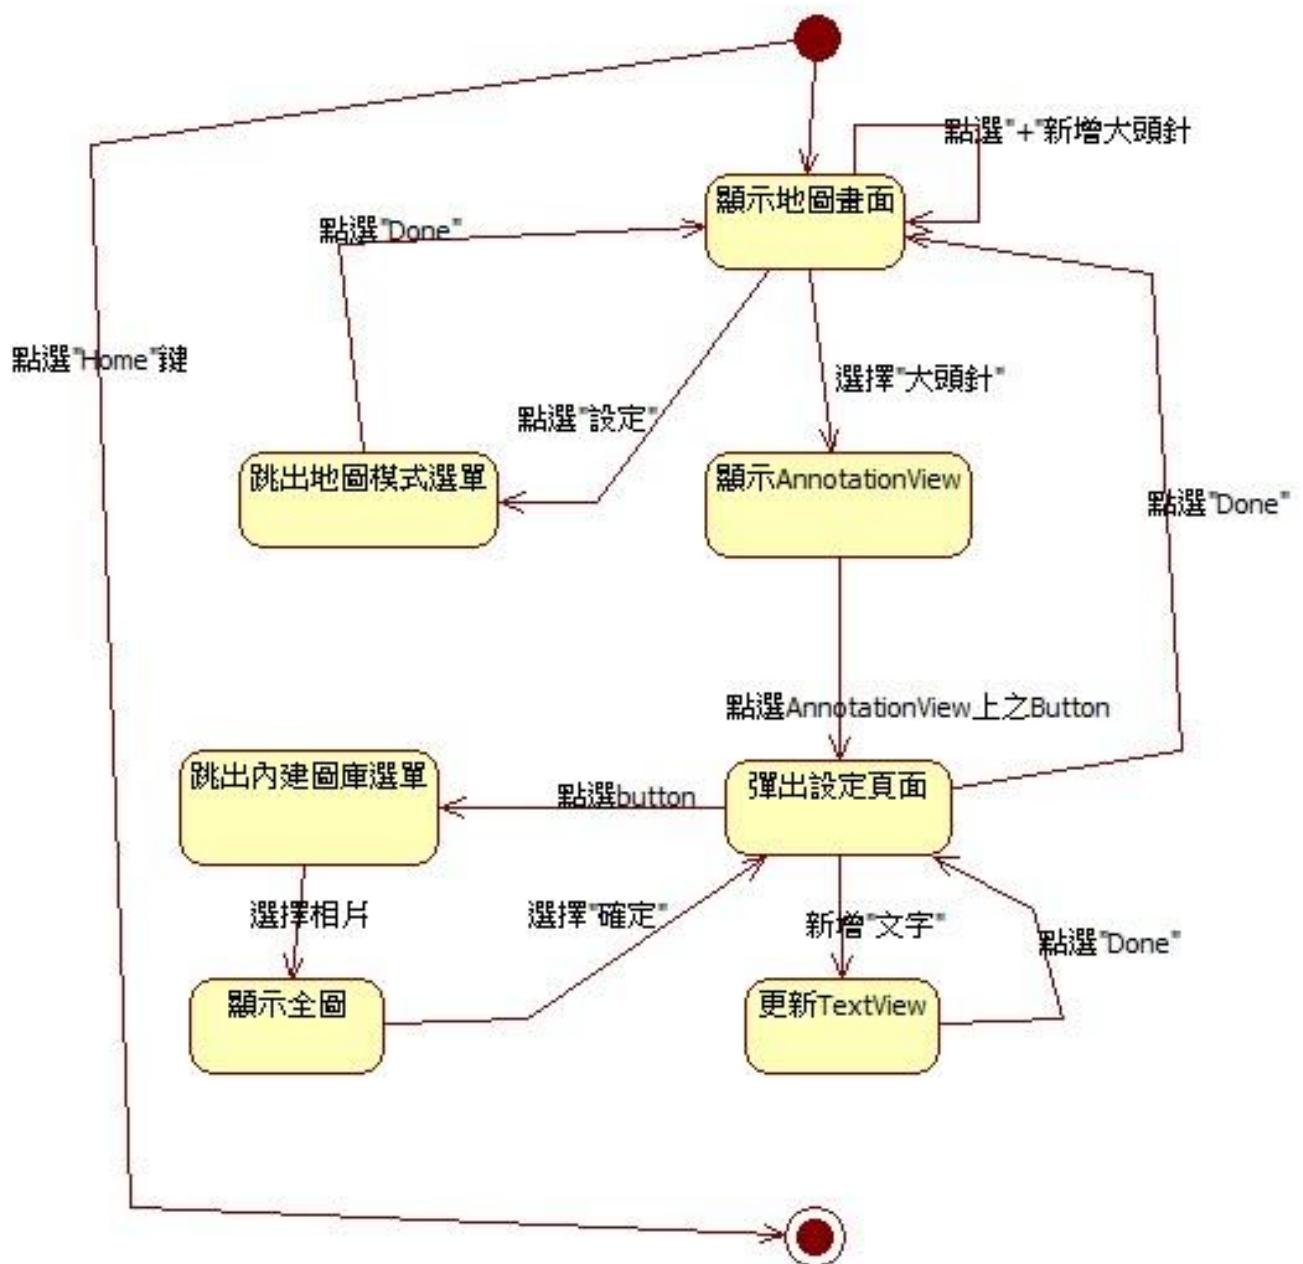 點選"+"新增大頭針
顯示地圖畫面
點選"Done"
點選"Home"鍵
選擇"大頭針"
點選"設定"
跳出地圖模式選單
顯示AnnotationView
點選"Done"
點選AnnotationView上之Button
跳出內建圖庫選單
點選button
彈出設定頁面
選擇相片
選擇"確定"
新增"文字"
點選"Done"
顯示全圖
更新TextView